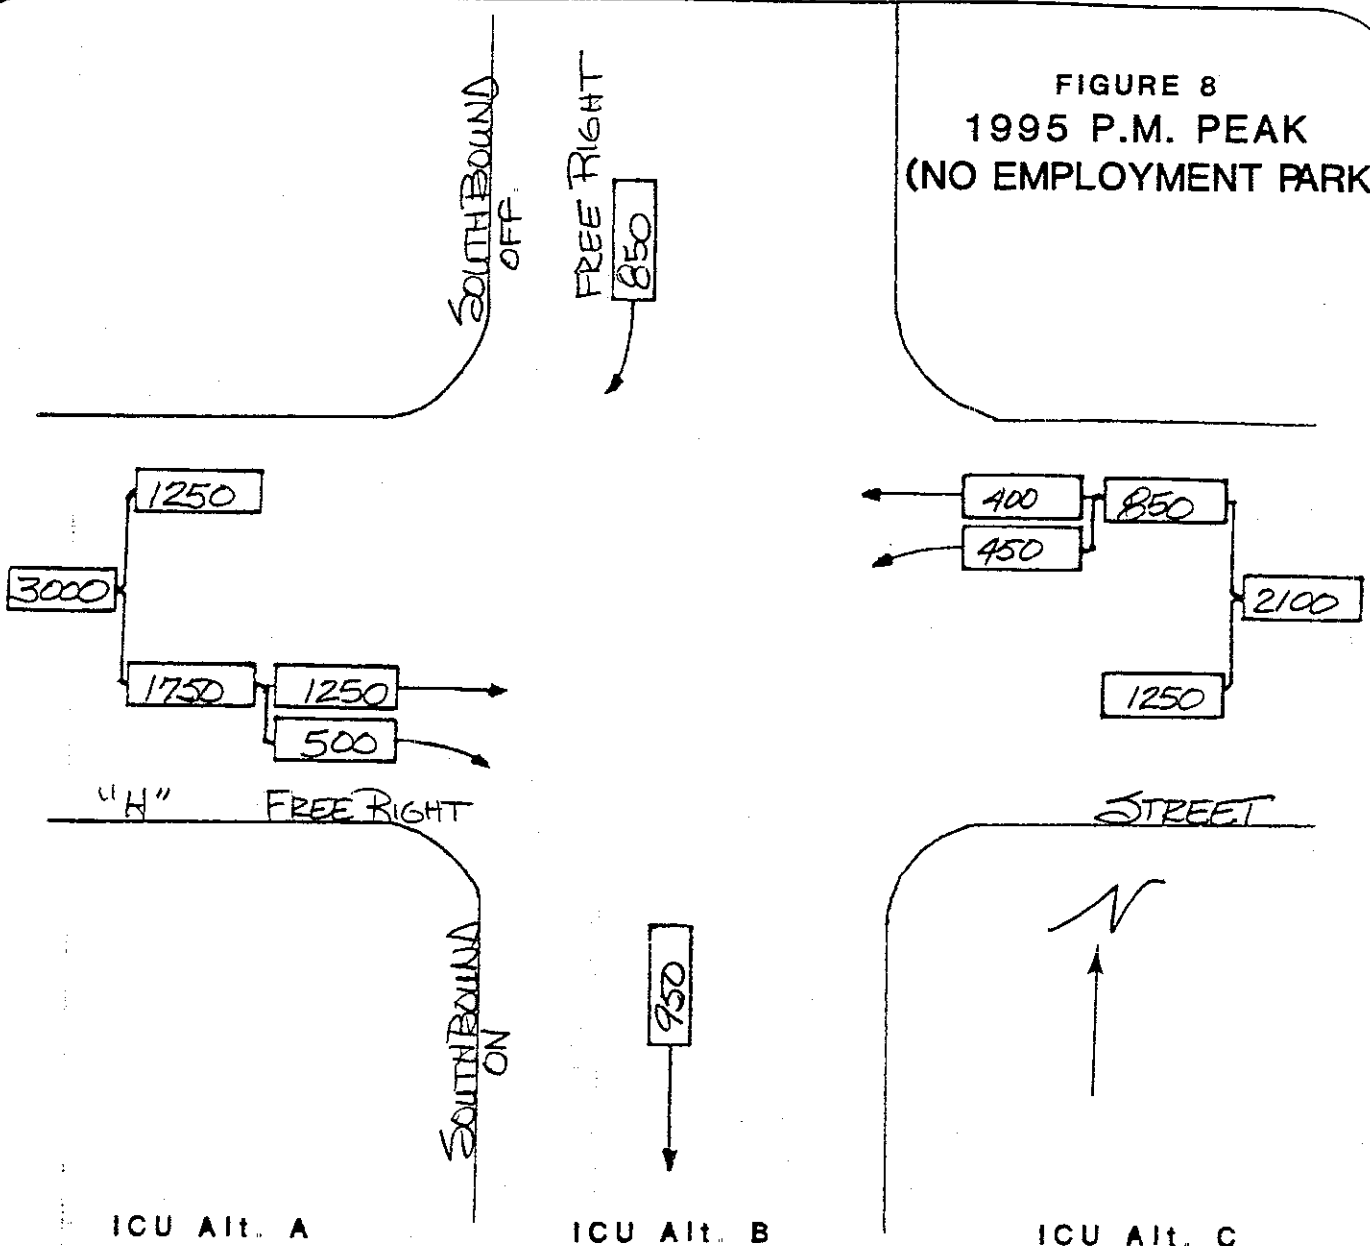 FIGURE 8
1995 P.M. PEAK
(NO EMPLOYMENT PARK
SOUTHBOUND
OFF
FREE RIGHT
850
1250
3000
1750
1250
500
400
450
850
2100
1250
"H"
FREE RIGHT
STREET
N
SOUTHBOUND
ON
950
ICU Alt. A
ICU Alt. B
ICU Alt. C